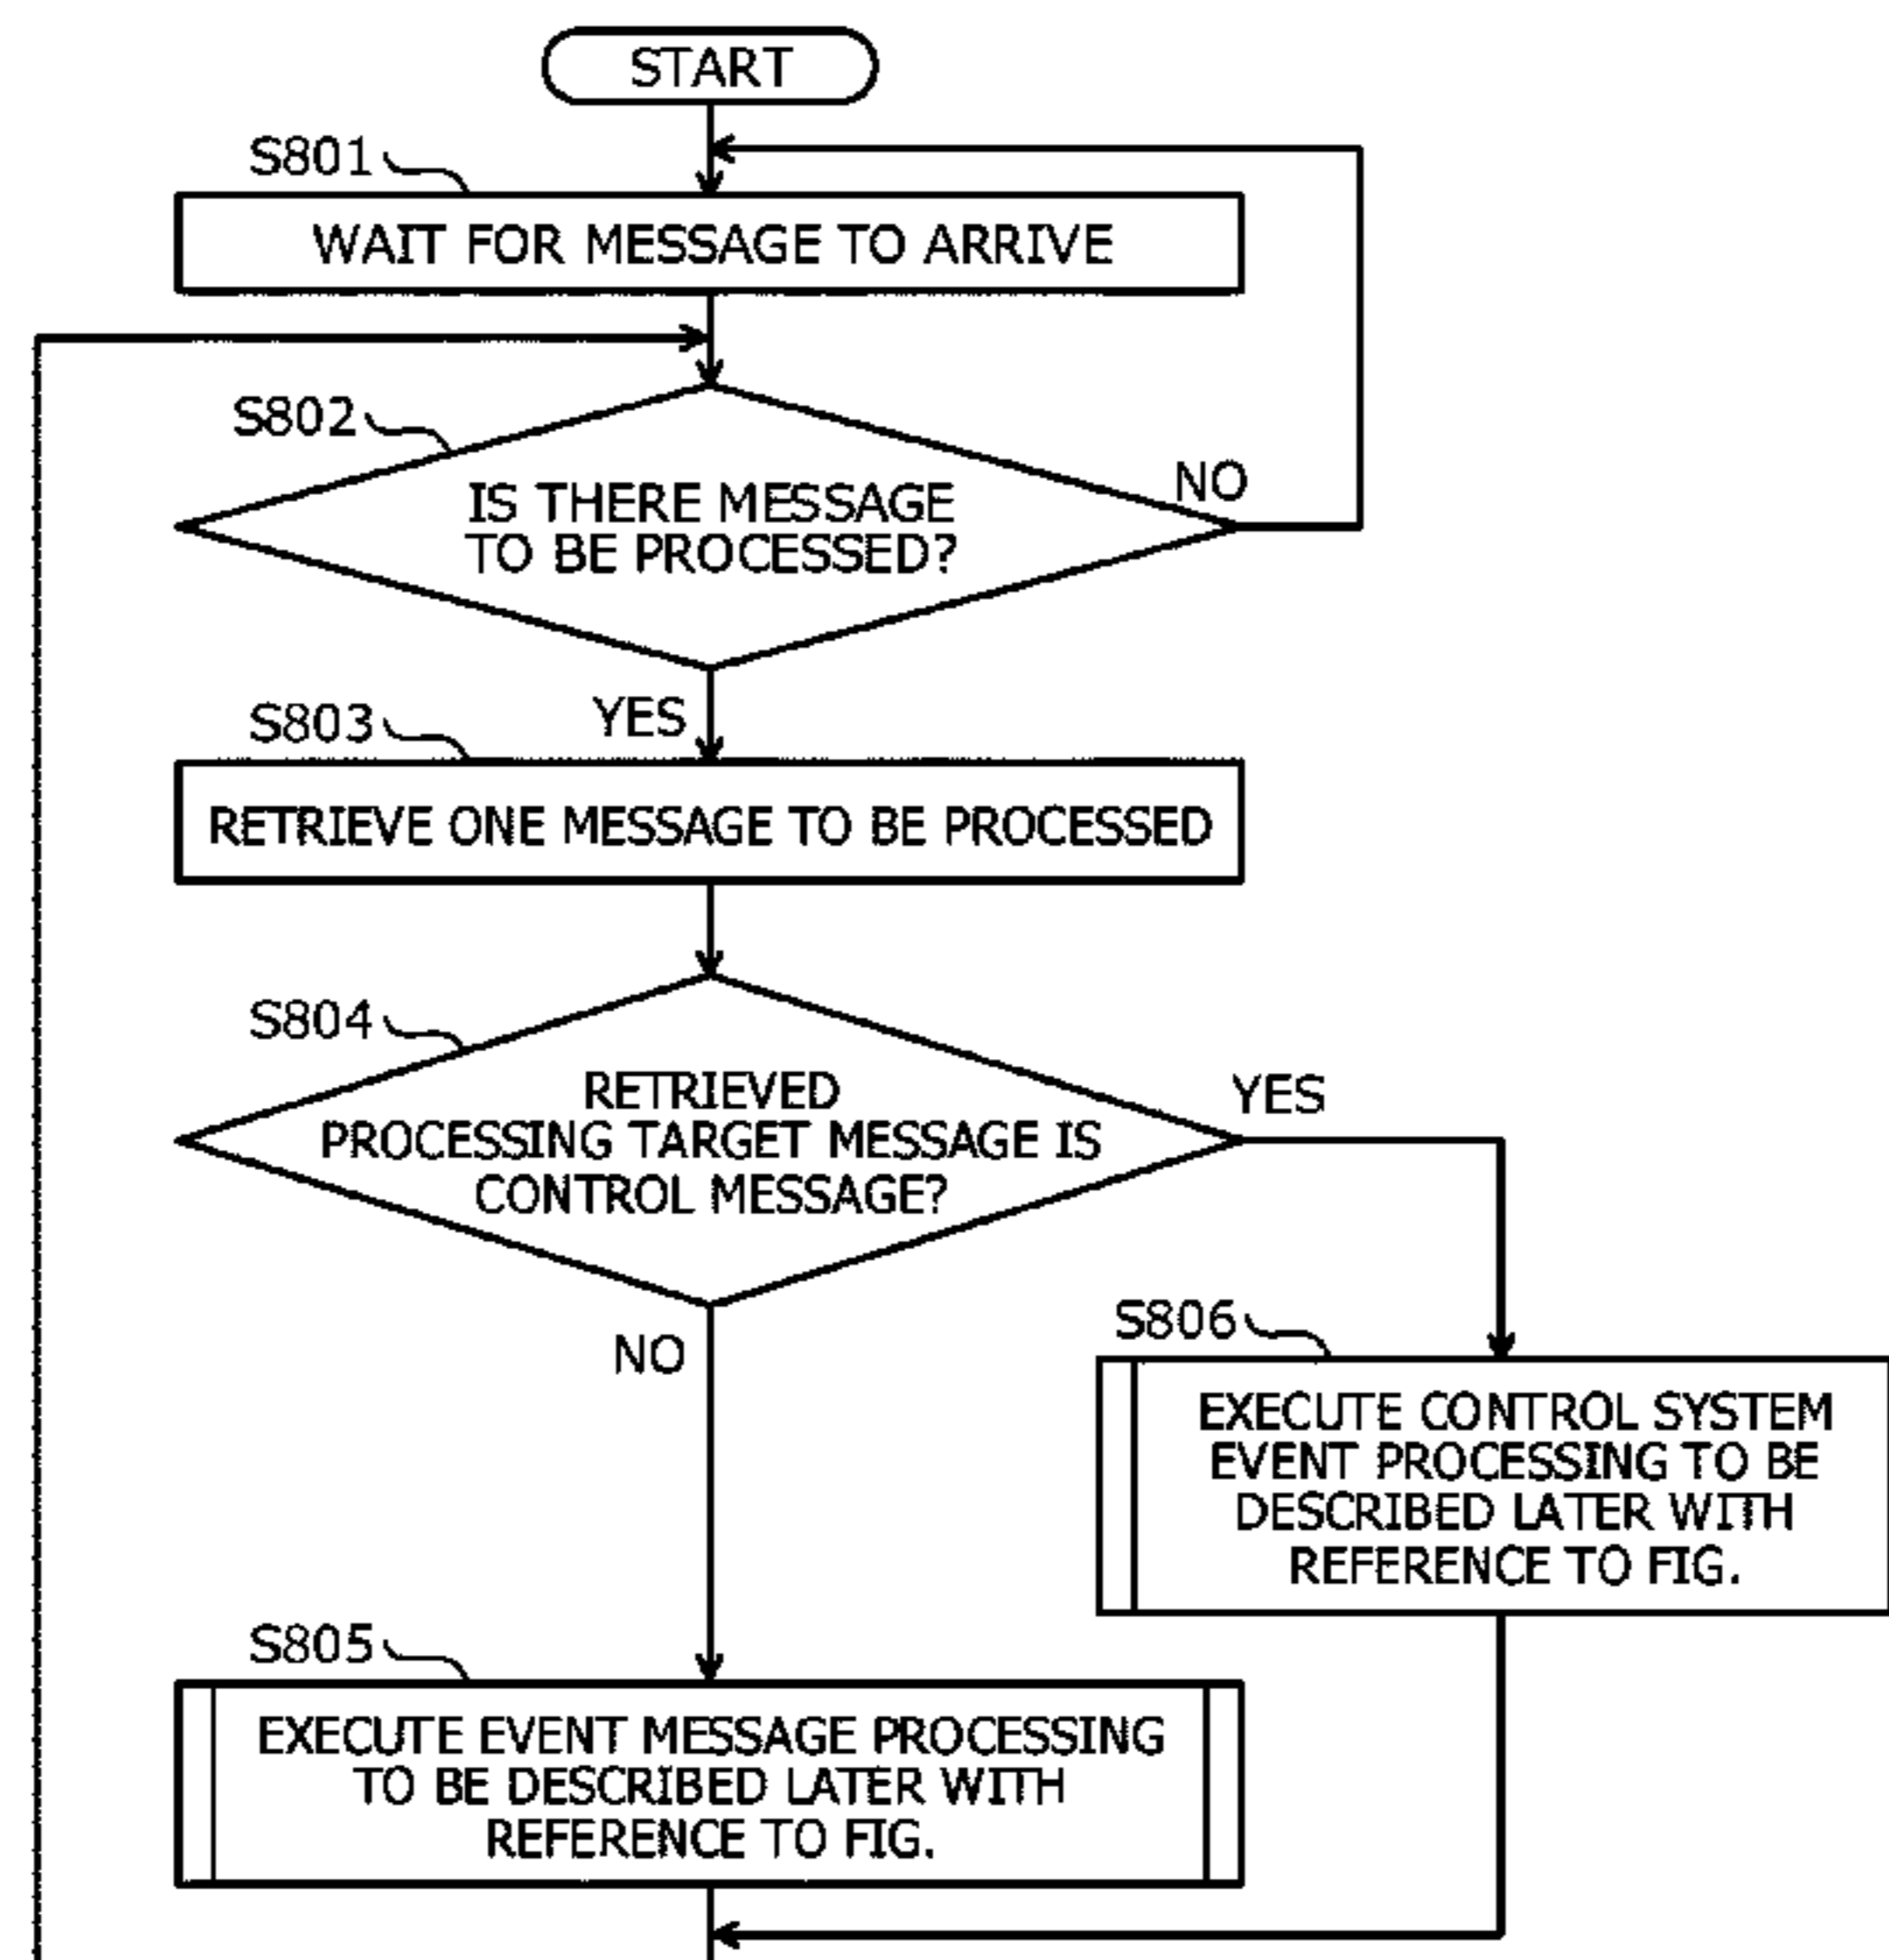 START
S801
WAIT FOR MESSAGE TO ARRIVE
S802
IS THERE MESSAGE
TO BE PROCESSED?
NO
YES
S803
RETRIEVE ONE MESSAGE TO BE PROCESSED
S804
RETRIEVED
PROCESSING TARGET MESSAGE IS
CONTROL MESSAGE?
YES
NO
S806
EXECUTE CONTROL SYSTEM
EVENT PROCESSING TO BE
DESCRIBED LATER WITH
REFERENCE TO FIG.
S805
EXECUTE EVENT MESSAGE PROCESSING
TO BE DESCRIBED LATER WITH
REFERENCE TO FIG.